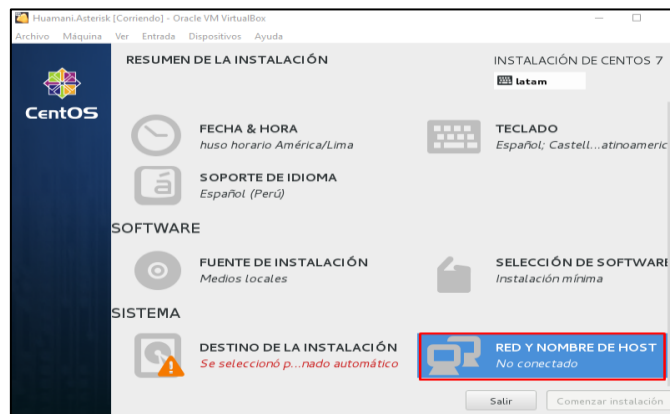 Huamani.Asterisk [Corriendo] - Oracle VM VirtualBox
Archivo Máquina Ver Entrada Dispositivos Ayuda
RESUMEN DE LA INSTALACIÓN
INSTALACIÓN DE CENTOS 7
latam
CentOS
FECHA & HORA
huso horario América/Lima
TECLADO
Español; Castell...atinoameric
SOPORTE DE IDIOMA
Español (Perú)
SOFTWARE
FUENTE DE INSTALACIÓN
Medios locales
SELECCIÓN DE SOFTWARE
Instalación mínima
SISTEMA
DESTINO DE LA INSTALACIÓN
Se seleccionó p...nado automático
RED Y NOMBRE DE HOST
No conectado
Salir
Comenzar instalación